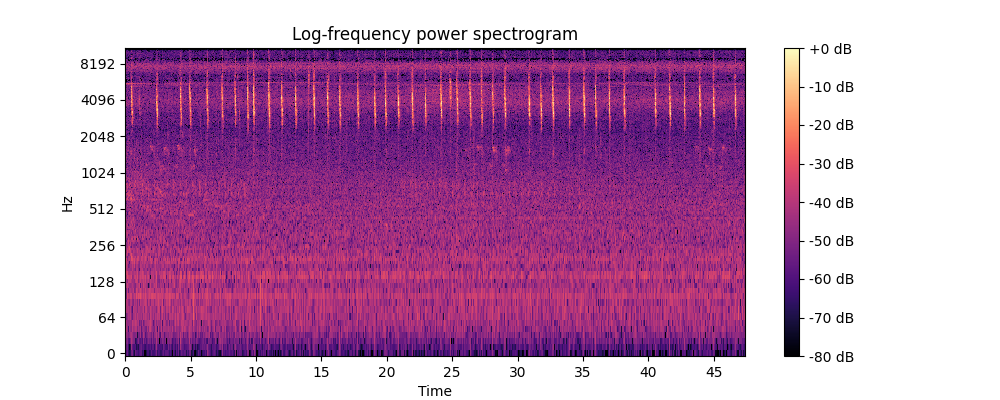 Log-frequency power spectrogram
Hz
8192
4096
2048
1024
512
256
128
64
0
0 5 10 15 20 25 30 35 40 45
Time
+0 dB
-10 dB
-20 dB
-30 dB
-40 dB
-50 dB
-60 dB
-70 dB
-80 dB